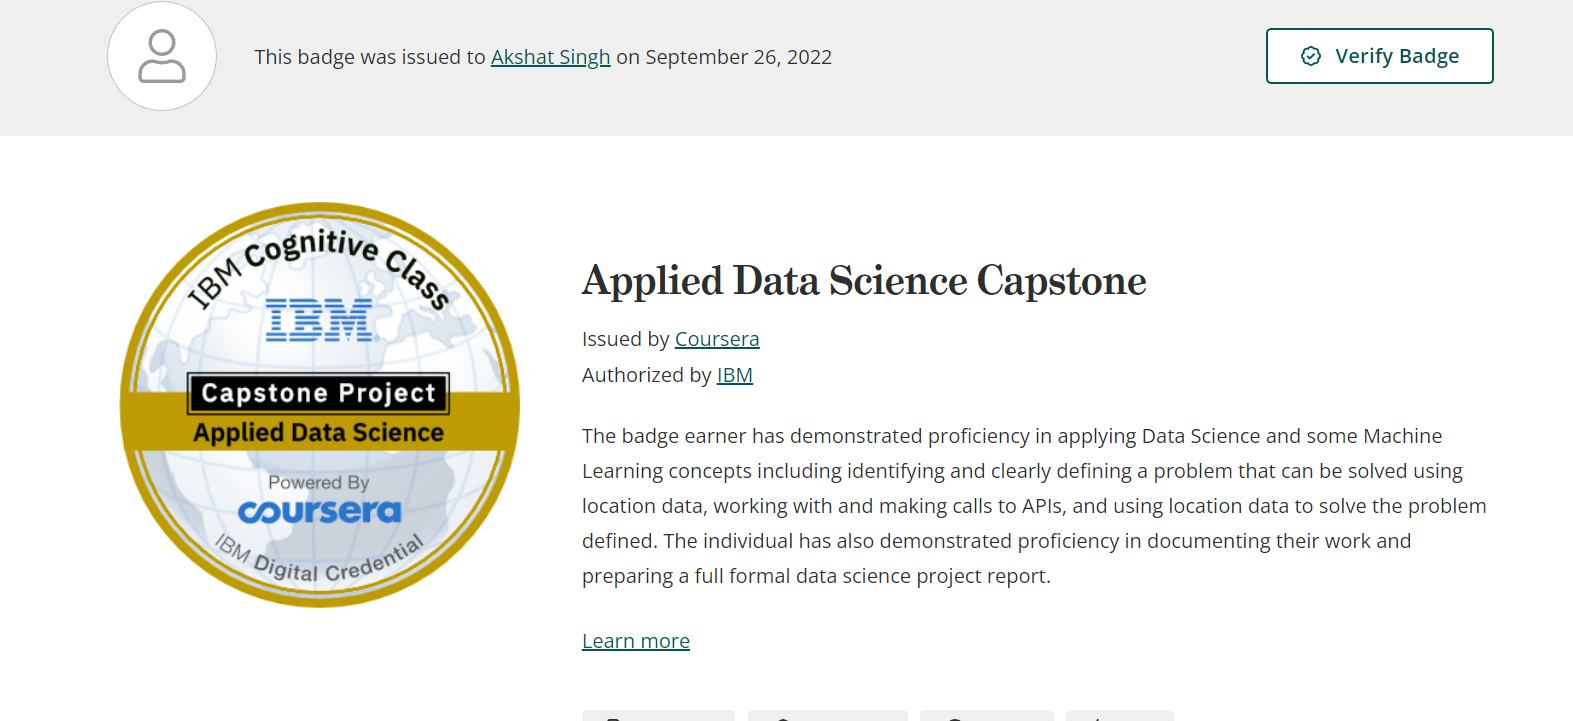 This badge was issued to Akshat Singh on September 26, 2022
Verify Badge
IBM Cognitive Class
IBM
Capstone Project
Applied Data Science
Powered By
coursera
IBM Digital Credential
Applied Data Science Capstone
Issued by Coursera
Authorized by IBM
The badge earner has demonstrated proficiency in applying Data Science and some Machine
Learning concepts including identifying and clearly defining a problem that can be solved using
location data, working with and making calls to APIs, and using location data to solve the problem
defined. The individual has also demonstrated proficiency in documenting their work and
preparing a full formal data science project report.
Learn more